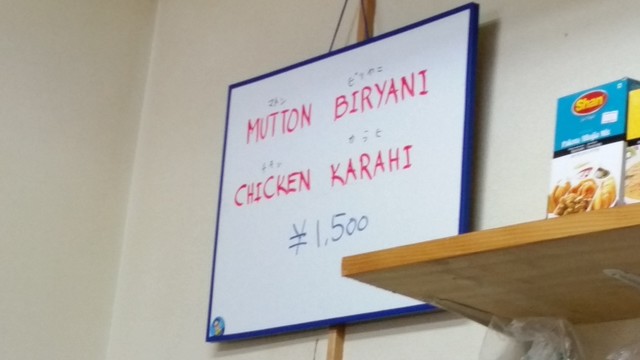 マトン ビリヤニ
MUTTON BIRYANI
チキン カラヒ
CHICKEN KARAHI
¥1,500
Shan